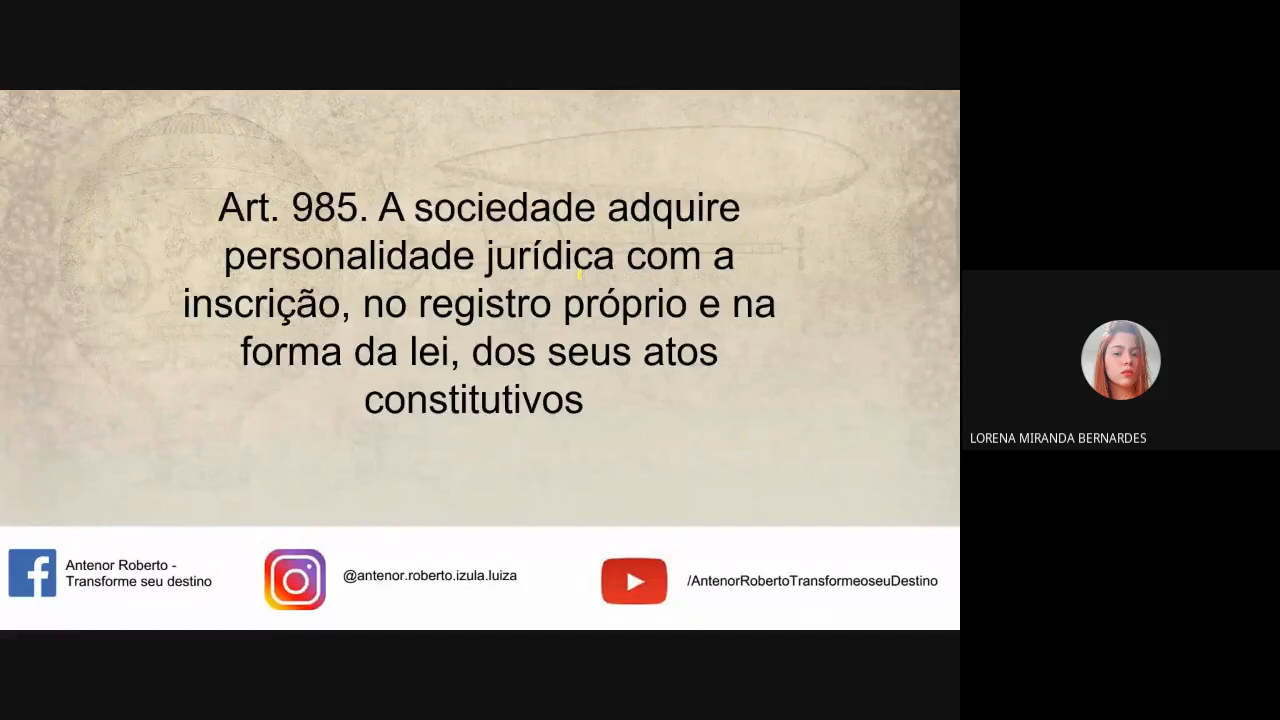 Art. 985. A sociedade adquire
personalidade jurídica com a
inscrição, no registro próprio e na
forma da lei, dos seus atos
constitutivos
LORENA MIRANDA BERNARDES
Antenor Roberto -
Transforme seu destino
@antenor.roberto.izula.luiza
/AntenorRobertoTransformeoseuDestino